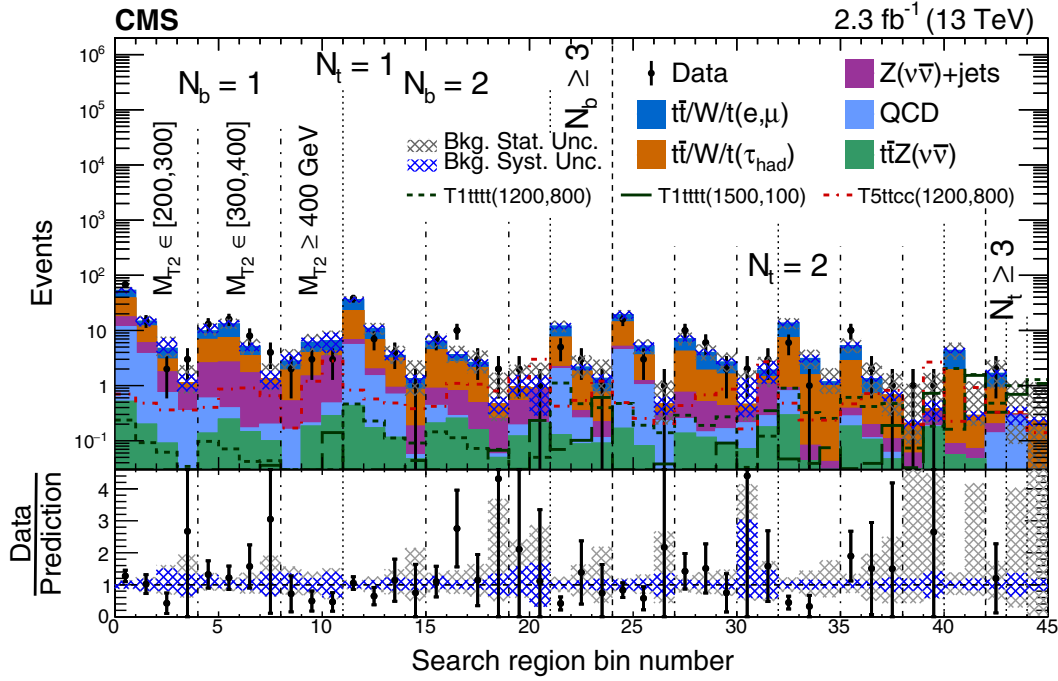 CMS 2.3 fb⁻¹ (13 TeV)
N_t = 1
N_b = 1
N_b = 2
N_b ≥ 3
Data
Z(νν̄)+jets
tt̄/W/t(e,μ)
QCD
tt̄/W/t(τ_had)
tt̄Z(νν̄)
Bkg. Stat. Unc.
Bkg. Syst. Unc.
T1tttt(1200,800) T1tttt(1500,100) T5ttcc(1200,800)
M_T2 ∈ [200,300]
M_T2 ∈ [300,400]
M_T2 ≥ 400 GeV
N_t = 2
N_t ≥ 3
Events
10⁶
10⁵
10⁴
10³
10²
10
1
10⁻¹
Data
Prediction
4
3
2
1
0
0 5 10 15 20 25 30 35 40 45
Search region bin number